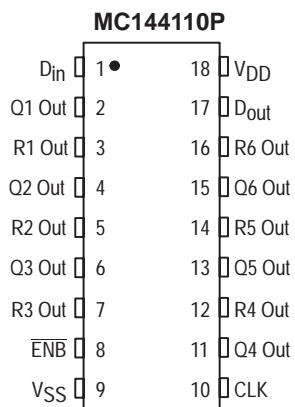 MC144110P
Din 1 18 VDD
Q1 Out 2 17 Dout
R1 Out 3 16 R6 Out
Q2 Out 4 15 Q6 Out
R2 Out 5 14 R5 Out
Q3 Out 6 13 Q5 Out
R3 Out 7 12 R4 Out
E̅N̅B̅ 8 11 Q4 Out
VSS 9 10 CLK